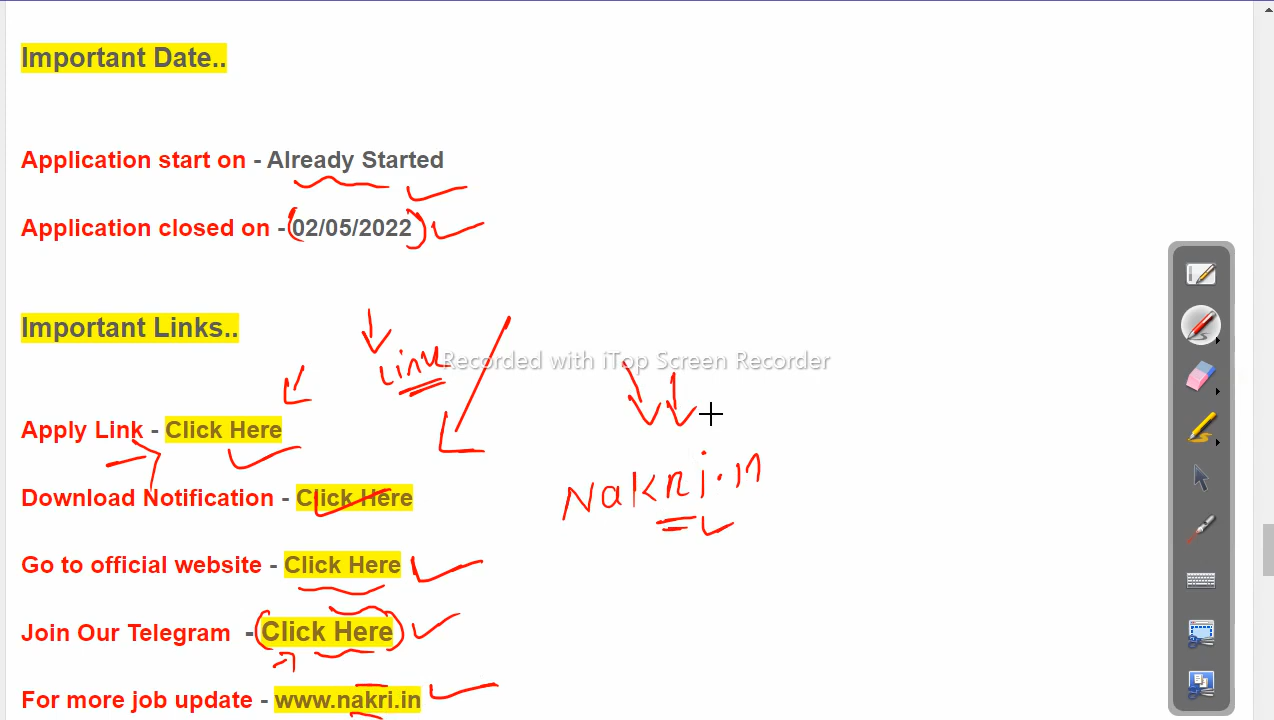 Important Date..
Application start on - Already Started
Application closed on - 02/05/2022
Important Links..
Link
Recorded with iTop Screen Recorder
Apply Link - Click Here
Nakri.in
Download Notification - Click Here
Go to official website - Click Here
Join Our Telegram - Click Here
For more job update - www.nakri.in